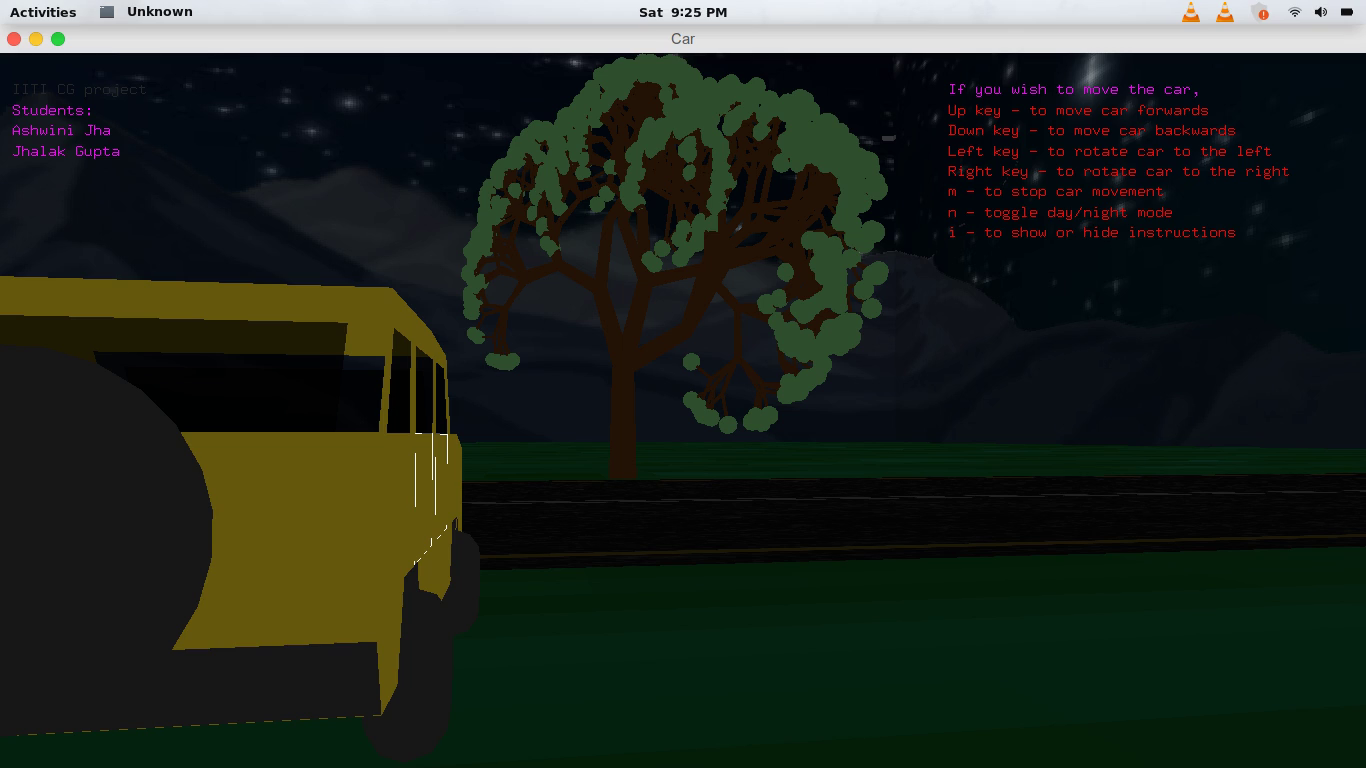 Activities Unknown Sat 9:25 PM
Car
IITI CG project
Students:
Ashwini Jha
Jhalak Gupta
If you wish to move the car,
Up key - to move car forwards
Down key - to move car backwards
Left key - to rotate car to the left
Right key - to rotate car to the right
m - to stop car movement
n - toggle day/night mode
i - to show or hide instructions